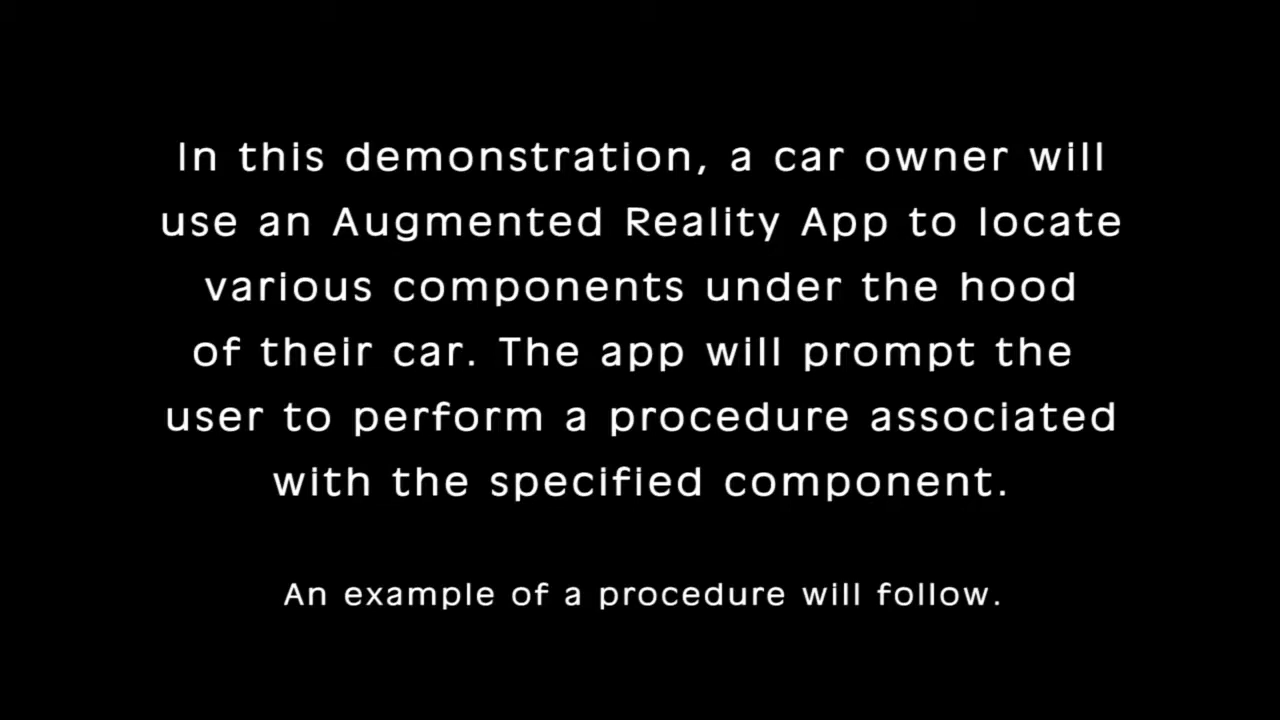 In this demonstration, a car owner will
use an Augmented Reality App to locate
various components under the hood
of their car. The app will prompt the
user to perform a procedure associated
with the specified component.
An example of a procedure will follow.